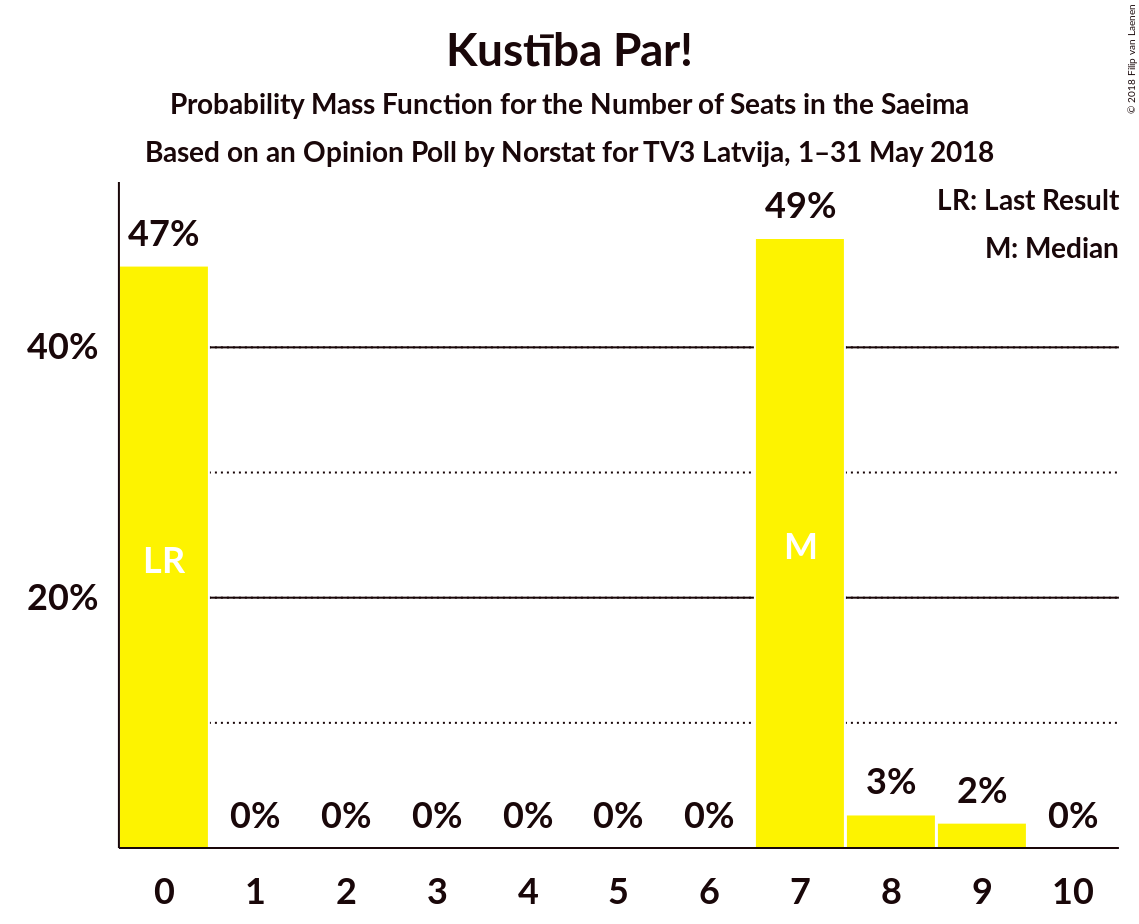 Kustība Par!
Probability Mass Function for the Number of Seats in the Saeima
Based on an Opinion Poll by Norstat for TV3 Latvija, 1–31 May 2018
© 2018 Filip van Laenen
LR: Last Result
M: Median
47%
49%
40%
20%
LR
M
0%
0%
0%
0%
0%
0%
3%
2%
0%
0 1 2 3 4 5 6 7 8 9 10